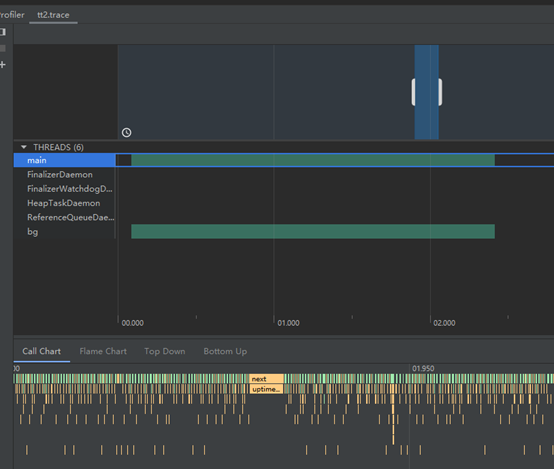 rofiler tt2.trace
THREADS (6)
main
FinalizerDaemon
FinalizerWatchdogD...
HeapTaskDaemon
ReferenceQueueDae...
bg
00.000 01.000 02.000
Call Chart Flame Chart Top Down Bottom Up
00 01.950
next
uptime...